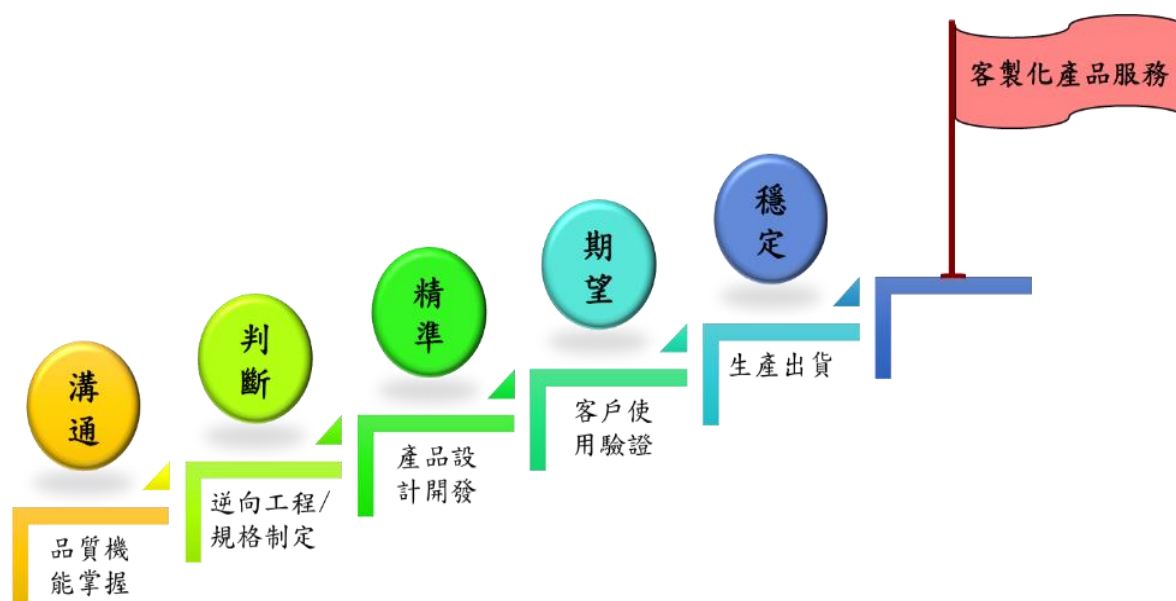 客製化產品服務
溝
通
品質機
能掌握
判
斷
逆向工程/
規格制定
精
準
產品設
計開發
期
望
客戶使
用驗證
穩
定
生產出貨